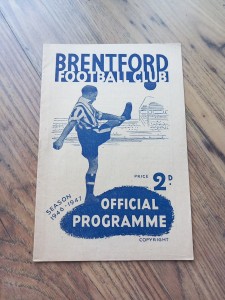 BRENTFORD
FOOTBALL CLUB
PRICE 2D.
SEASON
1946-1947
OFFICIAL
PROGRAMME
COPYRIGHT